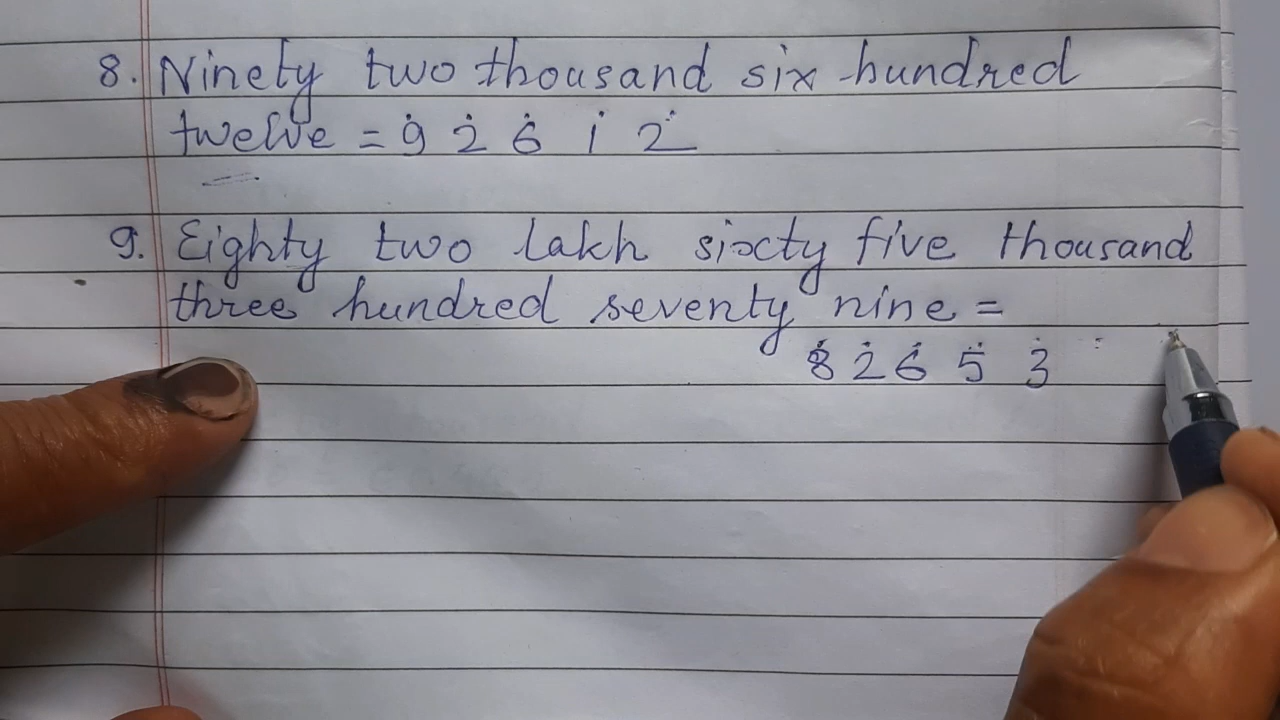 8. Ninety two thousand six hundred
twelve = 9 2 6 1 2
9. Eighty two lakh sixty five thousand
three hundred seventy nine =
8 2 6 5 3